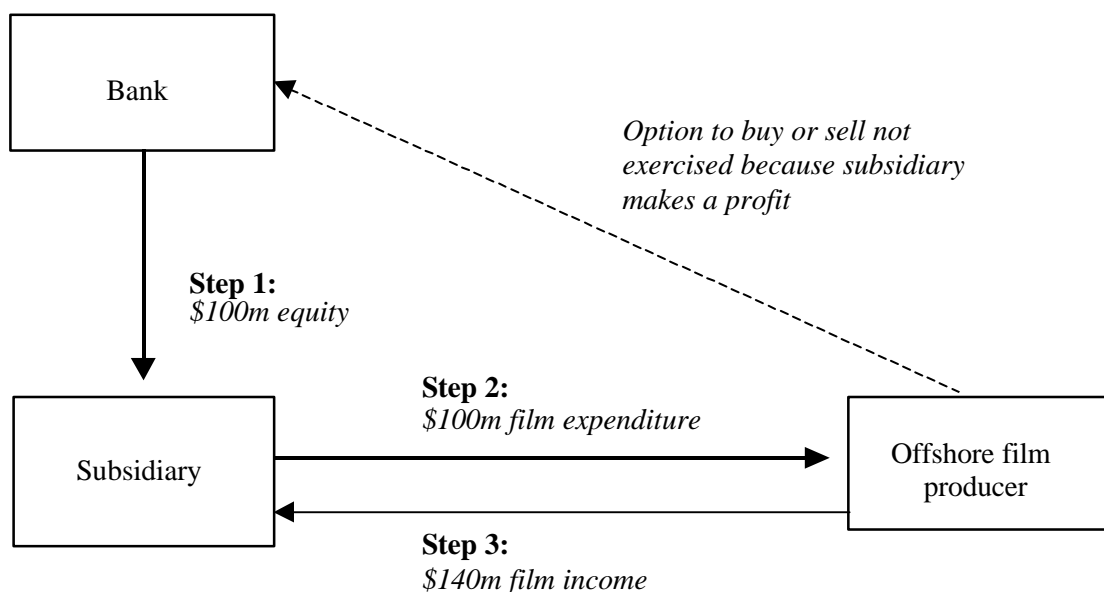 Bank
Option to buy or sell not
exercised because subsidiary
makes a profit
Step 1:
$100m equity
Step 2:
$100m film expenditure
Subsidiary
Offshore film
producer
Step 3:
$140m film income